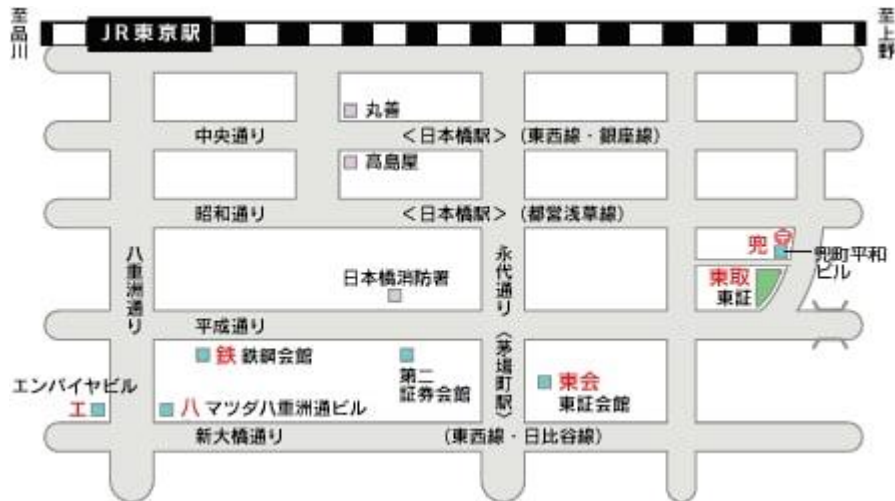 至品川
JR東京駅
至上野
丸善
中央通り
＜日本橋駅＞（東西線・銀座線）
高島屋
昭和通り
＜日本橋駅＞（都営浅草線）
八重洲通り
永代通り
〈茅場町駅〉
兜
兜町平和
ビル
東取
東証
日本橋消防署
平成通り
鉄 鉄鋼会館
第二
証券会館
東会
東証会館
エンパイヤビル
エ
八 マツダ八重洲通ビル
新大橋通り
（東西線・日比谷線）